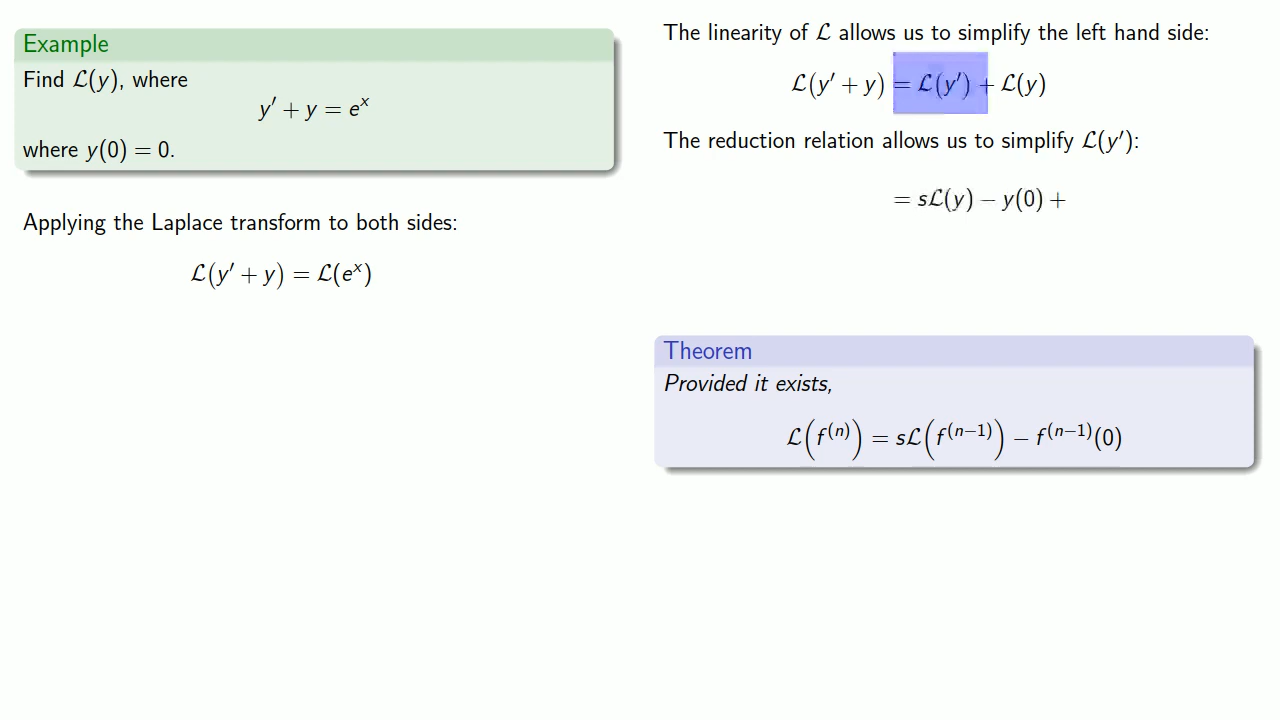 Example
Find ℒ(y), where
y′ + y = eˣ
where y(0) = 0.
Applying the Laplace transform to both sides:
ℒ(y′ + y) = ℒ(eˣ)
The linearity of ℒ allows us to simplify the left hand side:
ℒ(y′ + y) = ℒ(y′) + ℒ(y)
The reduction relation allows us to simplify ℒ(y′):
= sℒ(y) − y(0) +
Theorem
Provided it exists,
ℒ(f⁽ⁿ⁾) = sℒ(f⁽ⁿ⁻¹⁾) − f⁽ⁿ⁻¹⁾(0)